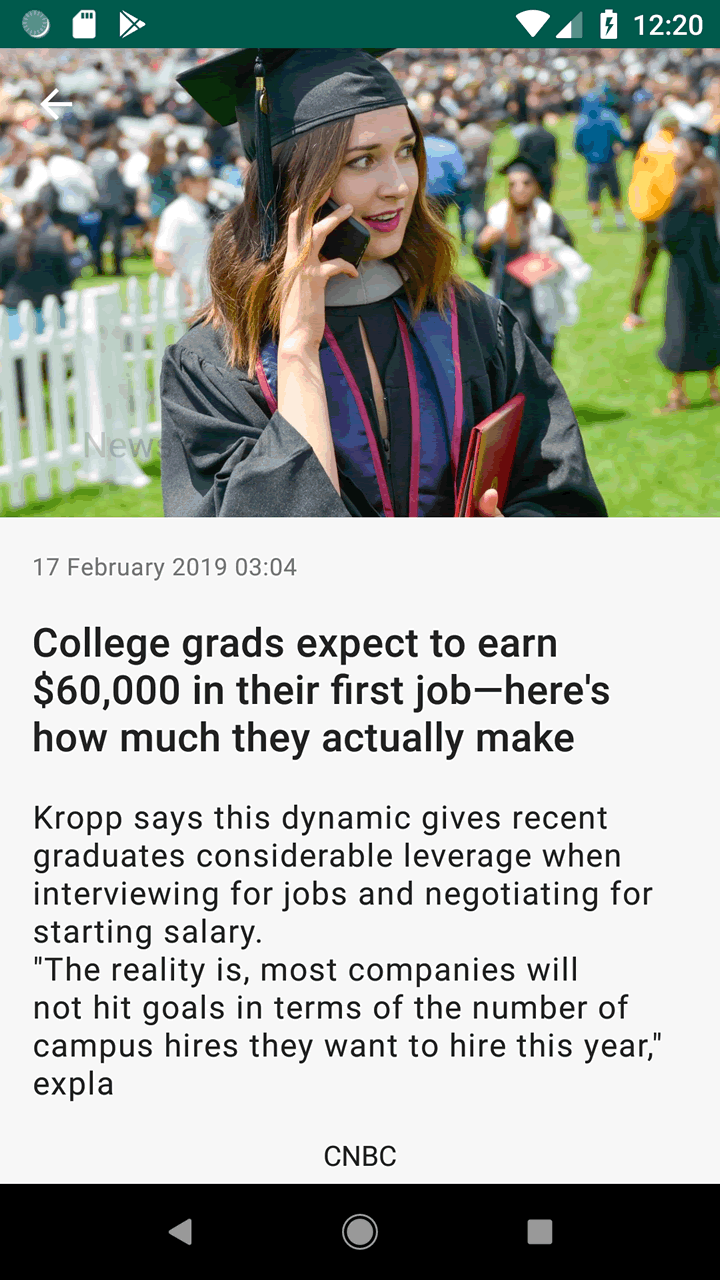 12:20
17 February 2019 03:04
College grads expect to earn
$60,000 in their first job—here's
how much they actually make
Kropp says this dynamic gives recent
graduates considerable leverage when
interviewing for jobs and negotiating for
starting salary.
"The reality is, most companies will
not hit goals in terms of the number of
campus hires they want to hire this year,"
expla
CNBC